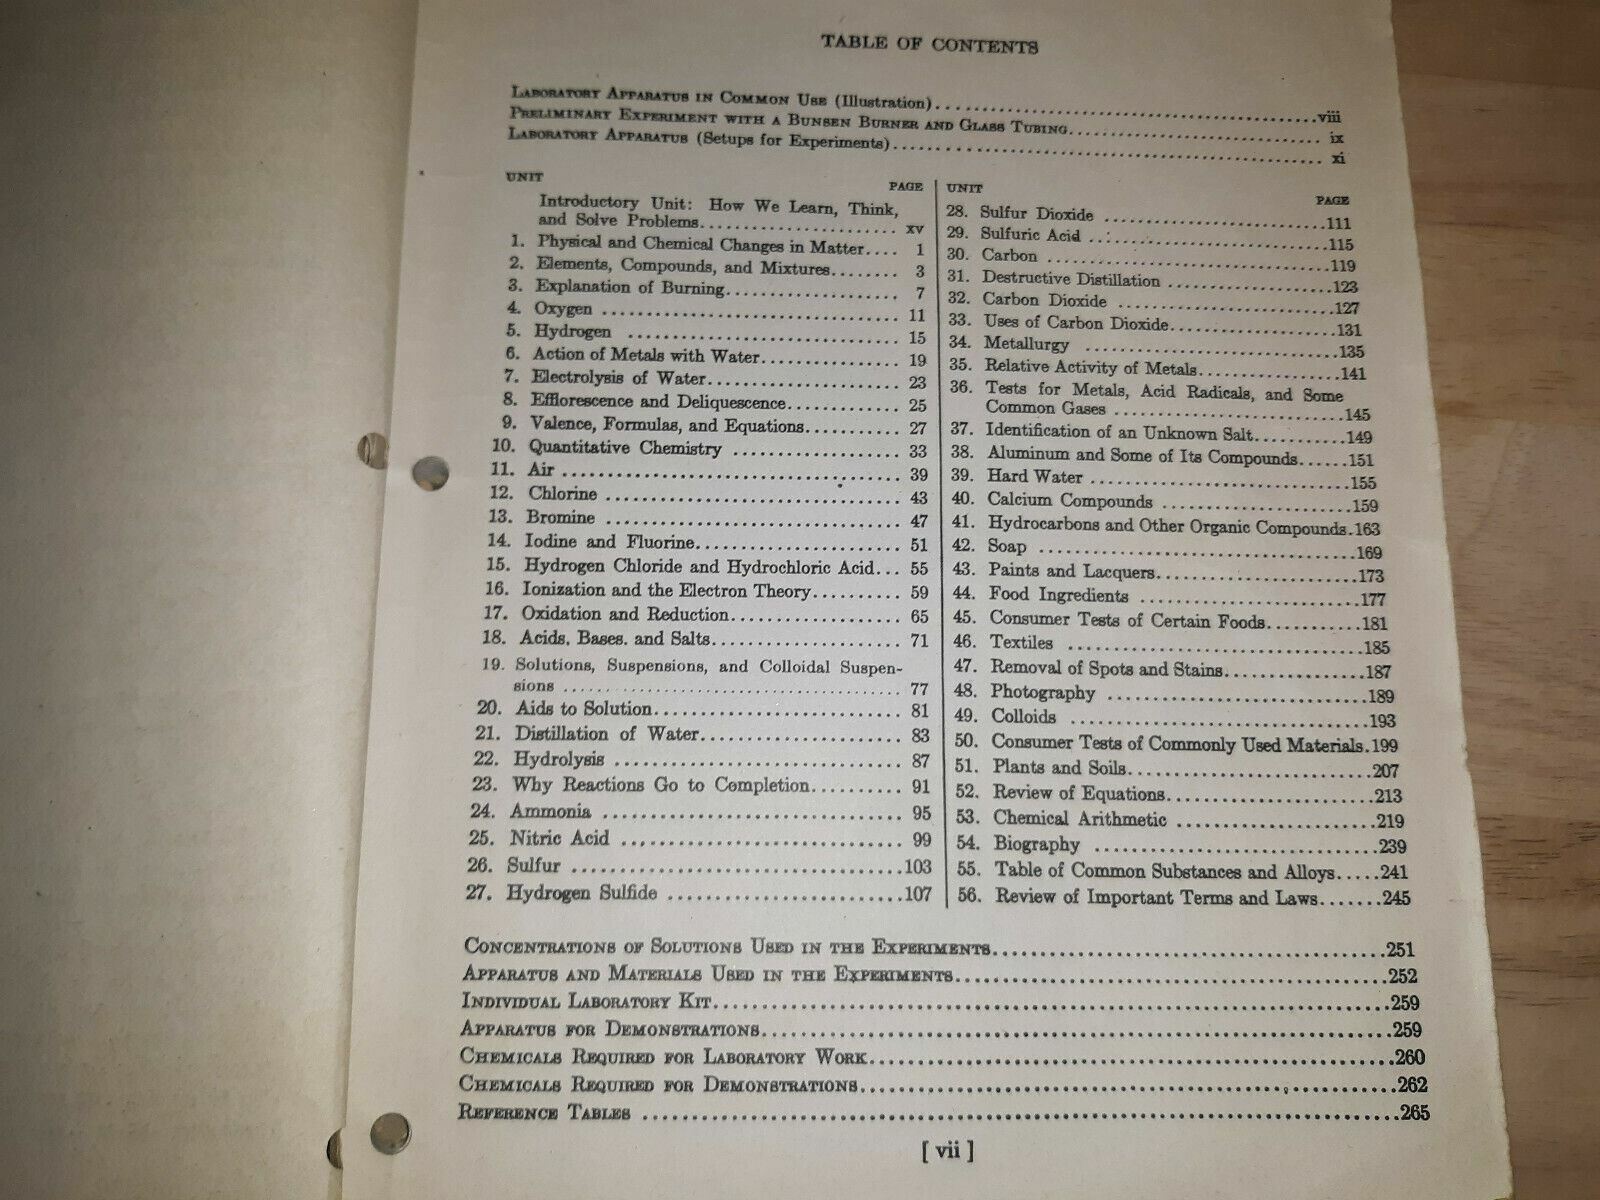 TABLE OF CONTENTS
LABORATORY APPARATUS IN COMMON USE (Illustration)........................................viii
PRELIMINARY EXPERIMENT WITH A BUNSEN BURNER AND GLASS TUBING............................ ix
LABORATORY APPARATUS (Setups for Experiments)............................................ xi
UNIT PAGE
Introductory Unit: How We Learn, Think,
and Solve Problems....................... xv
1. Physical and Chemical Changes in Matter.... 1
2. Elements, Compounds, and Mixtures........ 3
3. Explanation of Burning.................... 7
4. Oxygen .................................. 11
5. Hydrogen ............................... 15
6. Action of Metals with Water................ 19
7. Electrolysis of Water...................... 23
8. Efflorescence and Deliquescence............. 25
9. Valence, Formulas, and Equations........... 27
10. Quantitative Chemistry .................. 33
11. Air ..................................... 39
12. Chlorine ................................ 43
13. Bromine ................................ 47
14. Iodine and Fluorine....................... 51
15. Hydrogen Chloride and Hydrochloric Acid... 55
16. Ionization and the Electron Theory.......... 59
17. Oxidation and Reduction................... 65
18. Acids, Bases, and Salts..................... 71
19. Solutions, Suspensions, and Colloidal Suspen-
sions ..................................... 77
20. Aids to Solution........................... 81
21. Distillation of Water....................... 83
22. Hydrolysis ............................... 87
23. Why Reactions Go to Completion.......... 91
24. Ammonia ................................ 95
25. Nitric Acid .............................. 99
26. Sulfur ...................................103
27. Hydrogen Sulfide .........................107
UNIT PAGE
28. Sulfur Dioxide ..........................111
29. Sulfuric Acid ...........................115
30. Carbon .................................119
31. Destructive Distillation ...................123
32. Carbon Dioxide .........................127
33. Uses of Carbon Dioxide...................131
34. Metallurgy .............................135
35. Relative Activity of Metals................141
36. Tests for Metals, Acid Radicals, and Some
Common Gases .........................145
37. Identification of an Unknown Salt...........149
38. Aluminum and Some of Its Compounds......151
39. Hard Water .............................155
40. Calcium Compounds .....................159
41. Hydrocarbons and Other Organic Compounds.163
42. Soap ...................................169
43. Paints and Lacquers......................173
44. Food Ingredients ........................177
45. Consumer Tests of Certain Foods...........181
46. Textiles ................................185
47. Removal of Spots and Stains...............187
48. Photography ............................189
49. Colloids ................................193
50. Consumer Tests of Commonly Used Materials.199
51. Plants and Soils..........................207
52. Review of Equations......................213
53. Chemical Arithmetic .....................219
54. Biography ..............................239
55. Table of Common Substances and Alloys.....241
56. Review of Important Terms and Laws.......245
CONCENTRATIONS OF SOLUTIONS USED IN THE EXPERIMENTS........................................251
APPARATUS AND MATERIALS USED IN THE EXPERIMENTS............................................252
INDIVIDUAL LABORATORY KIT..................................................................259
APPARATUS FOR DEMONSTRATIONS...............................................................259
CHEMICALS REQUIRED FOR LABORATORY WORK.....................................................260
CHEMICALS REQUIRED FOR DEMONSTRATIONS......................................................262
REFERENCE TABLES ..........................................................................265
[ vii ]